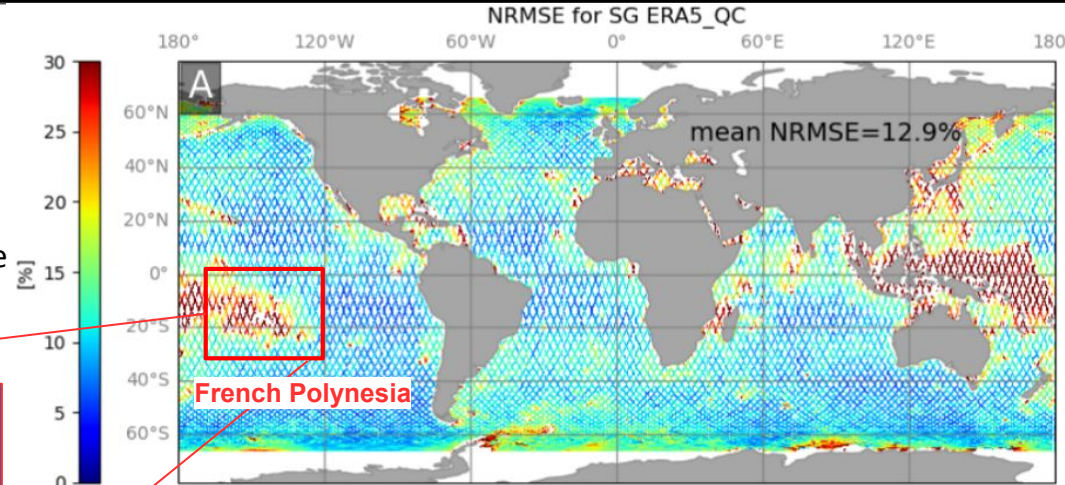 NRMSE for SG ERA5_QC
180° 120°W 60°W 0° 60°E 120°E 180
A
mean NRMSE=12.9%
30
25
20
15
10
5
0
[%]
e
60°N
40°N
20°N
0°
20°S
40°S
60°S
French Polynesia